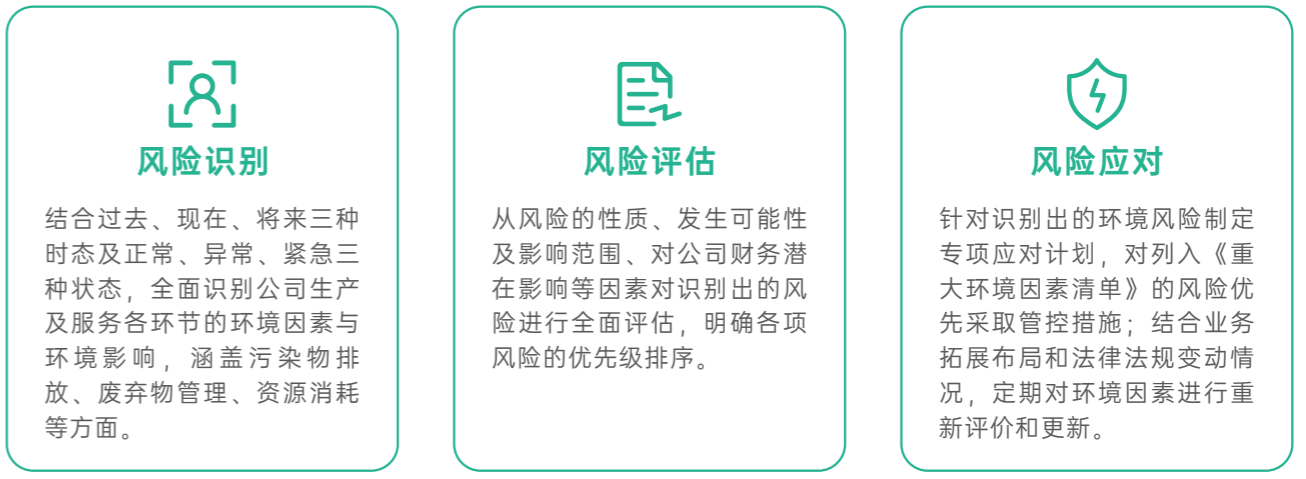 风险识别
结合过去、现在、将来三种
时态及正常、异常、紧急三
种状态，全面识别公司生产
及服务各环节的环境因素与
环境影响，涵盖污染物排
放、废弃物管理、资源消耗
等方面。
风险评估
从风险的性质、发生可能性
及影响范围、对公司财务潜
在影响等因素对识别出的风
险进行全面评估，明确各项
风险的优先级排序。
风险应对
针对识别出的环境风险制定
专项应对计划，对列入《重
大环境因素清单》的风险优
先采取管控措施；结合业务
拓展布局和法律法规变动情
况，定期对环境因素进行重
新评价和更新。